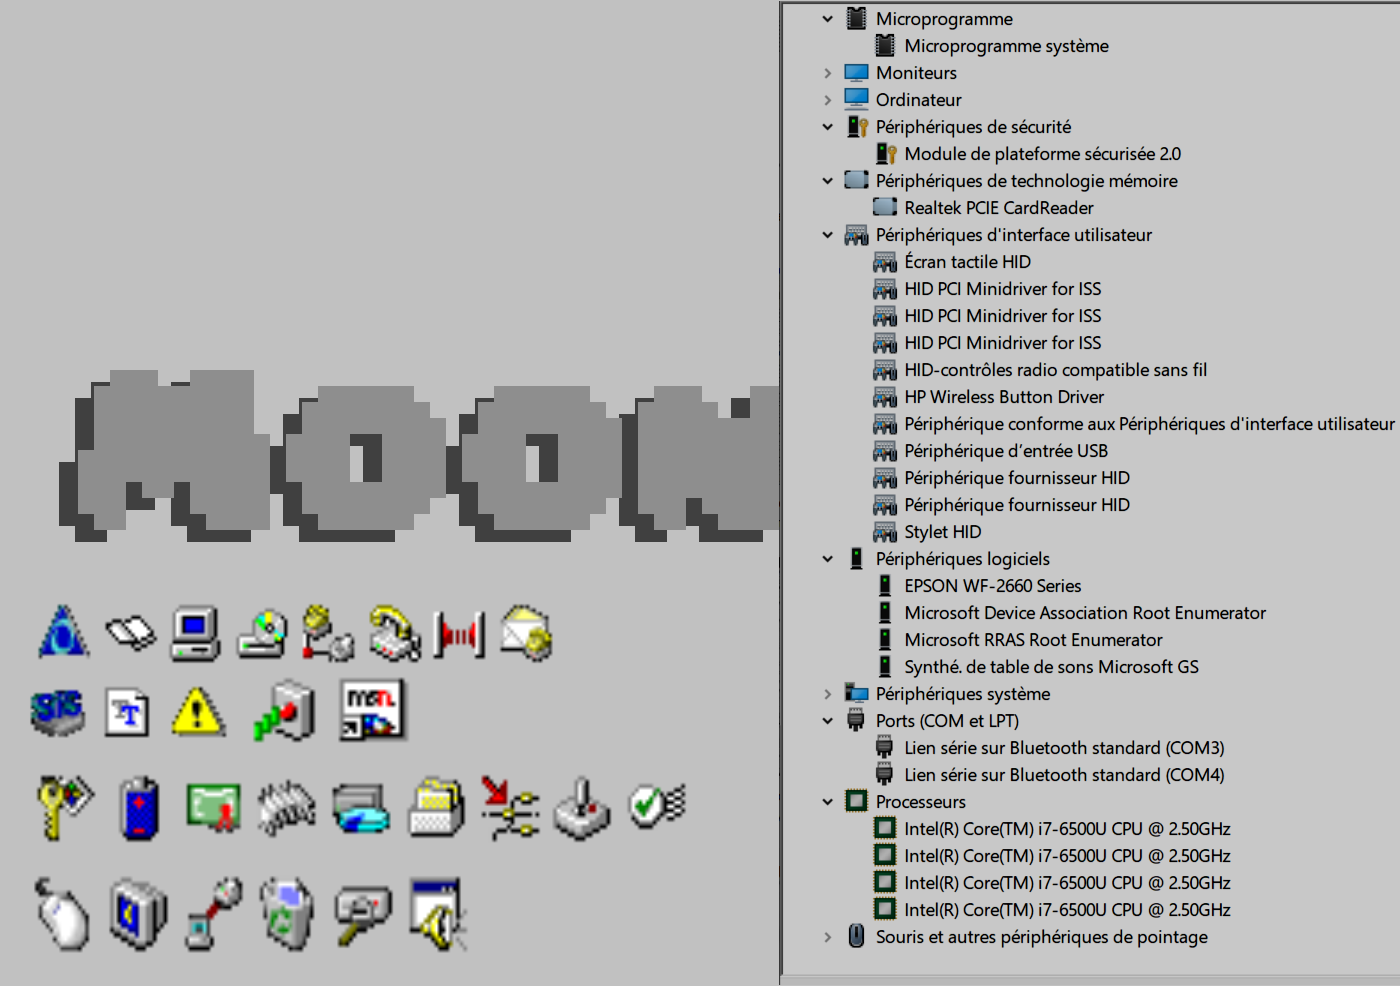 MOON
SIS
T
msn
Microprogramme
Microprogramme système
Moniteurs
Ordinateur
Périphériques de sécurité
Module de plateforme sécurisée 2.0
Périphériques de technologie mémoire
Realtek PCIE CardReader
Périphériques d'interface utilisateur
Écran tactile HID
HID PCI Minidriver for ISS
HID PCI Minidriver for ISS
HID PCI Minidriver for ISS
HID-contrôles radio compatible sans fil
HP Wireless Button Driver
Périphérique conforme aux Périphériques d'interface utilisateur
Périphérique d’entrée USB
Périphérique fournisseur HID
Périphérique fournisseur HID
Stylet HID
Périphériques logiciels
EPSON WF-2660 Series
Microsoft Device Association Root Enumerator
Microsoft RRAS Root Enumerator
Synthé. de table de sons Microsoft GS
Périphériques système
Ports (COM et LPT)
Lien série sur Bluetooth standard (COM3)
Lien série sur Bluetooth standard (COM4)
Processeurs
Intel(R) Core(TM) i7-6500U CPU @ 2.50GHz
Intel(R) Core(TM) i7-6500U CPU @ 2.50GHz
Intel(R) Core(TM) i7-6500U CPU @ 2.50GHz
Intel(R) Core(TM) i7-6500U CPU @ 2.50GHz
Souris et autres périphériques de pointage